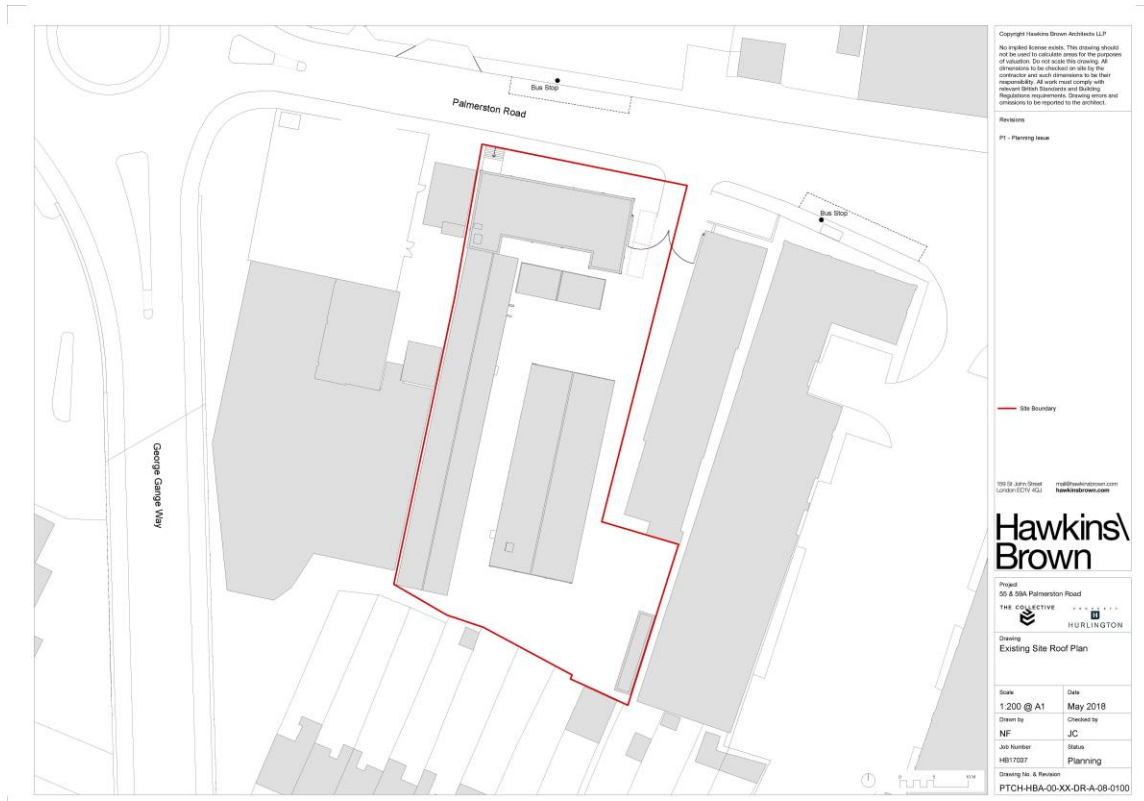 Palmerston Road
Bus Stop
Bus Stop
George Gange Way
Copyright Hawkins Brown Architects LLP
No implied license exists. This drawing should
not be used to calculate areas for the purposes
of valuation. Do not scale this drawing. All
dimensions to be checked on site by the
contractor and such dimensions to be their
responsibility. All work must comply with
relevant British Standards and Building
Regulations requirements. Drawing errors and
omissions to be reported to the architect.
Revisions
P1 - Planning Issue
Site Boundary
159 St John Street mail@hawkinsbrown.com
London EC1V 4QJ hawkinsbrown.com
Hawkins\
Brown
Project
55 & 59A Palmerston Road
THE COLLECTIVE
HURLINGTON
Drawing
Existing Site Roof Plan
Scale Date
1:200 @ A1 May 2018
Drawn by Checked by
NF JC
Job Number Status
HB17037 Planning
Drawing No. & Revision
PTCH-HBA-00-XX-DR-A-08-0100
0 5 10 M